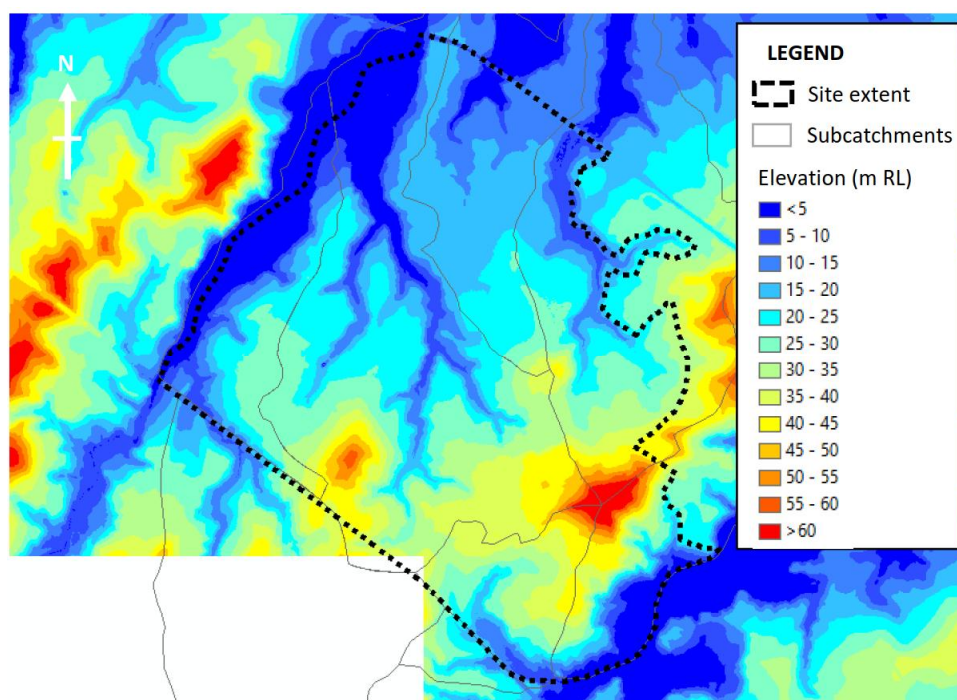 N
LEGEND
Site extent
Subcatchments
Elevation (m RL)
<5
5 - 10
10 - 15
15 - 20
20 - 25
25 - 30
30 - 35
35 - 40
40 - 45
45 - 50
50 - 55
55 - 60
>60